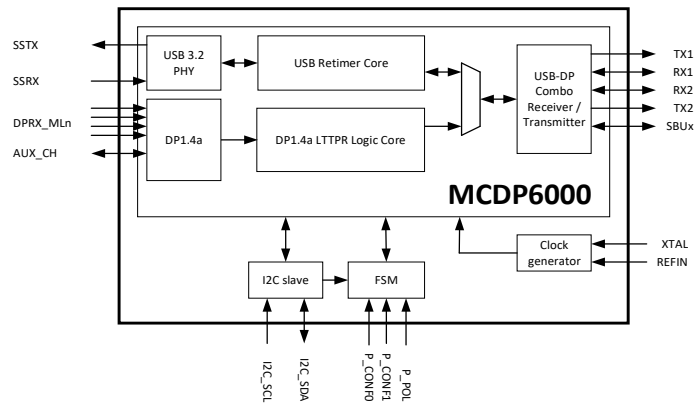 SSTX
SSRX
DPRX_MLn
AUX_CH
USB 3.2
PHY
USB Retimer Core
DP1.4a
DP1.4a LTTPR Logic Core
USB-DP
Combo
Receiver /
Transmitter
TX1
RX1
RX2
TX2
SBUx
MCDP6000
I2C slave
FSM
Clock
generator
XTAL
REFIN
I2C_SCL
I2C_SDA
P_CONF0
P_CONF1
P_POL